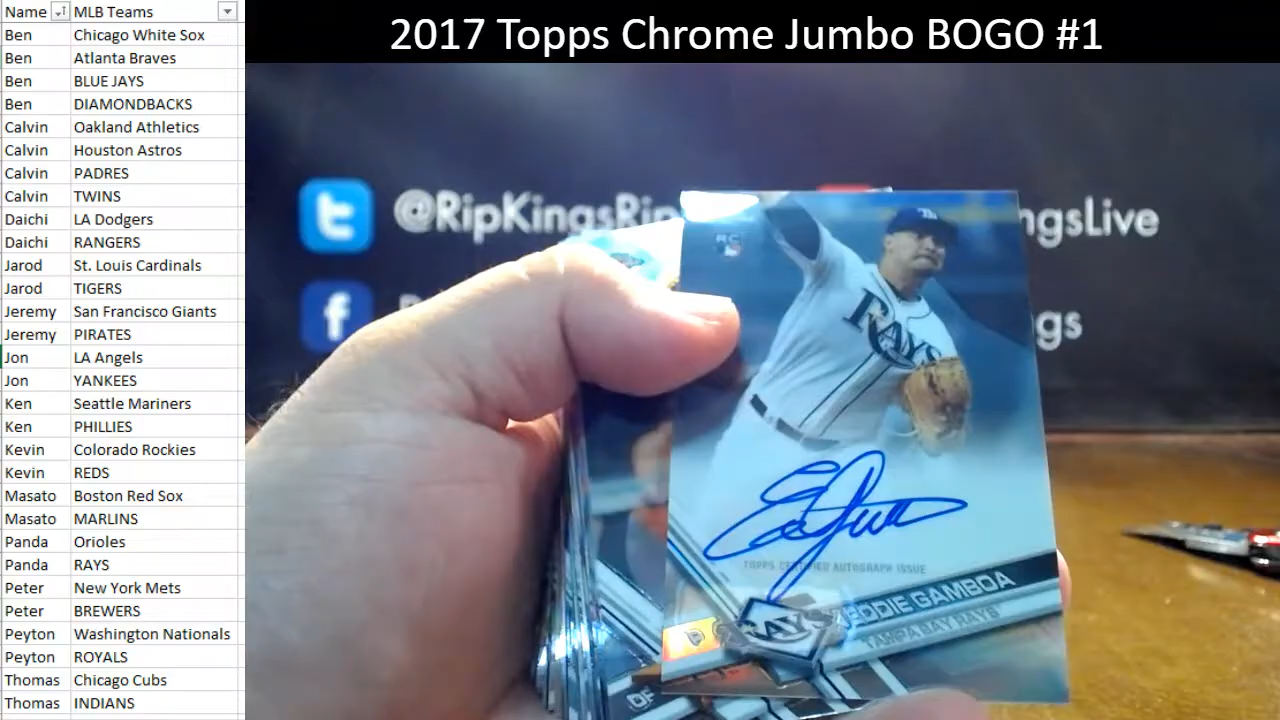 Name MLB Teams
Ben Chicago White Sox
Ben Atlanta Braves
Ben BLUE JAYS
Ben DIAMONDBACKS
Calvin Oakland Athletics
Calvin Houston Astros
Calvin PADRES
Calvin TWINS
Daichi LA Dodgers
Daichi RANGERS
Jarod St. Louis Cardinals
Jarod TIGERS
Jeremy San Francisco Giants
Jeremy PIRATES
Jon LA Angels
Jon YANKEES
Ken Seattle Mariners
Ken PHILLIES
Kevin Colorado Rockies
Kevin REDS
Masato Boston Red Sox
Masato MARLINS
Panda Orioles
Panda RAYS
Peter New York Mets
Peter BREWERS
Peyton Washington Nationals
Peyton ROYALS
Thomas Chicago Cubs
Thomas INDIANS
2017 Topps Chrome Jumbo BOGO #1
@RipKingsRip
ngsLive
gs
RC
RAYS
TOPPS CERTIFIED AUTOGRAPH ISSUE
EDDIE GAMBOA
TAMPA BAY RAYS
RAYS
P
OF